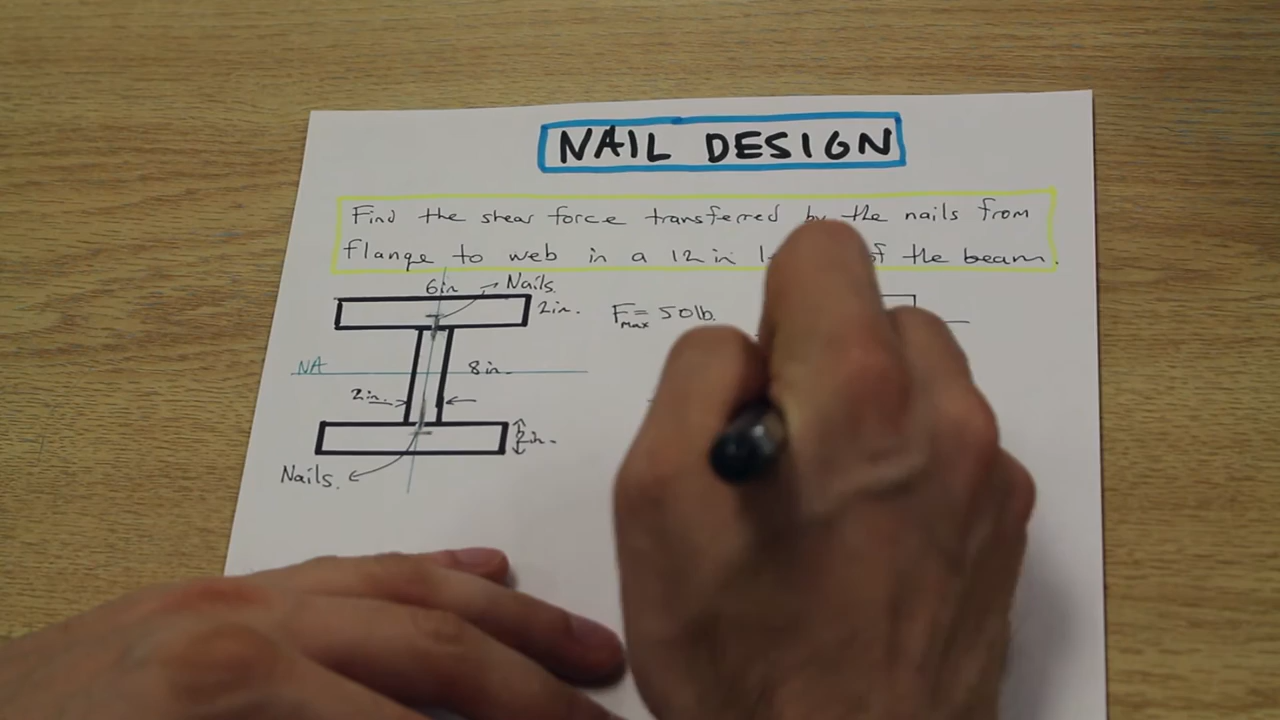 NAIL DESIGN
Find the shear force transferred by the nails from
flange to web in a 12 in of the beam.
6in Nails.
2in.
Fmax = 50lb.
NA
8in.
2in.
2in.
Nails.